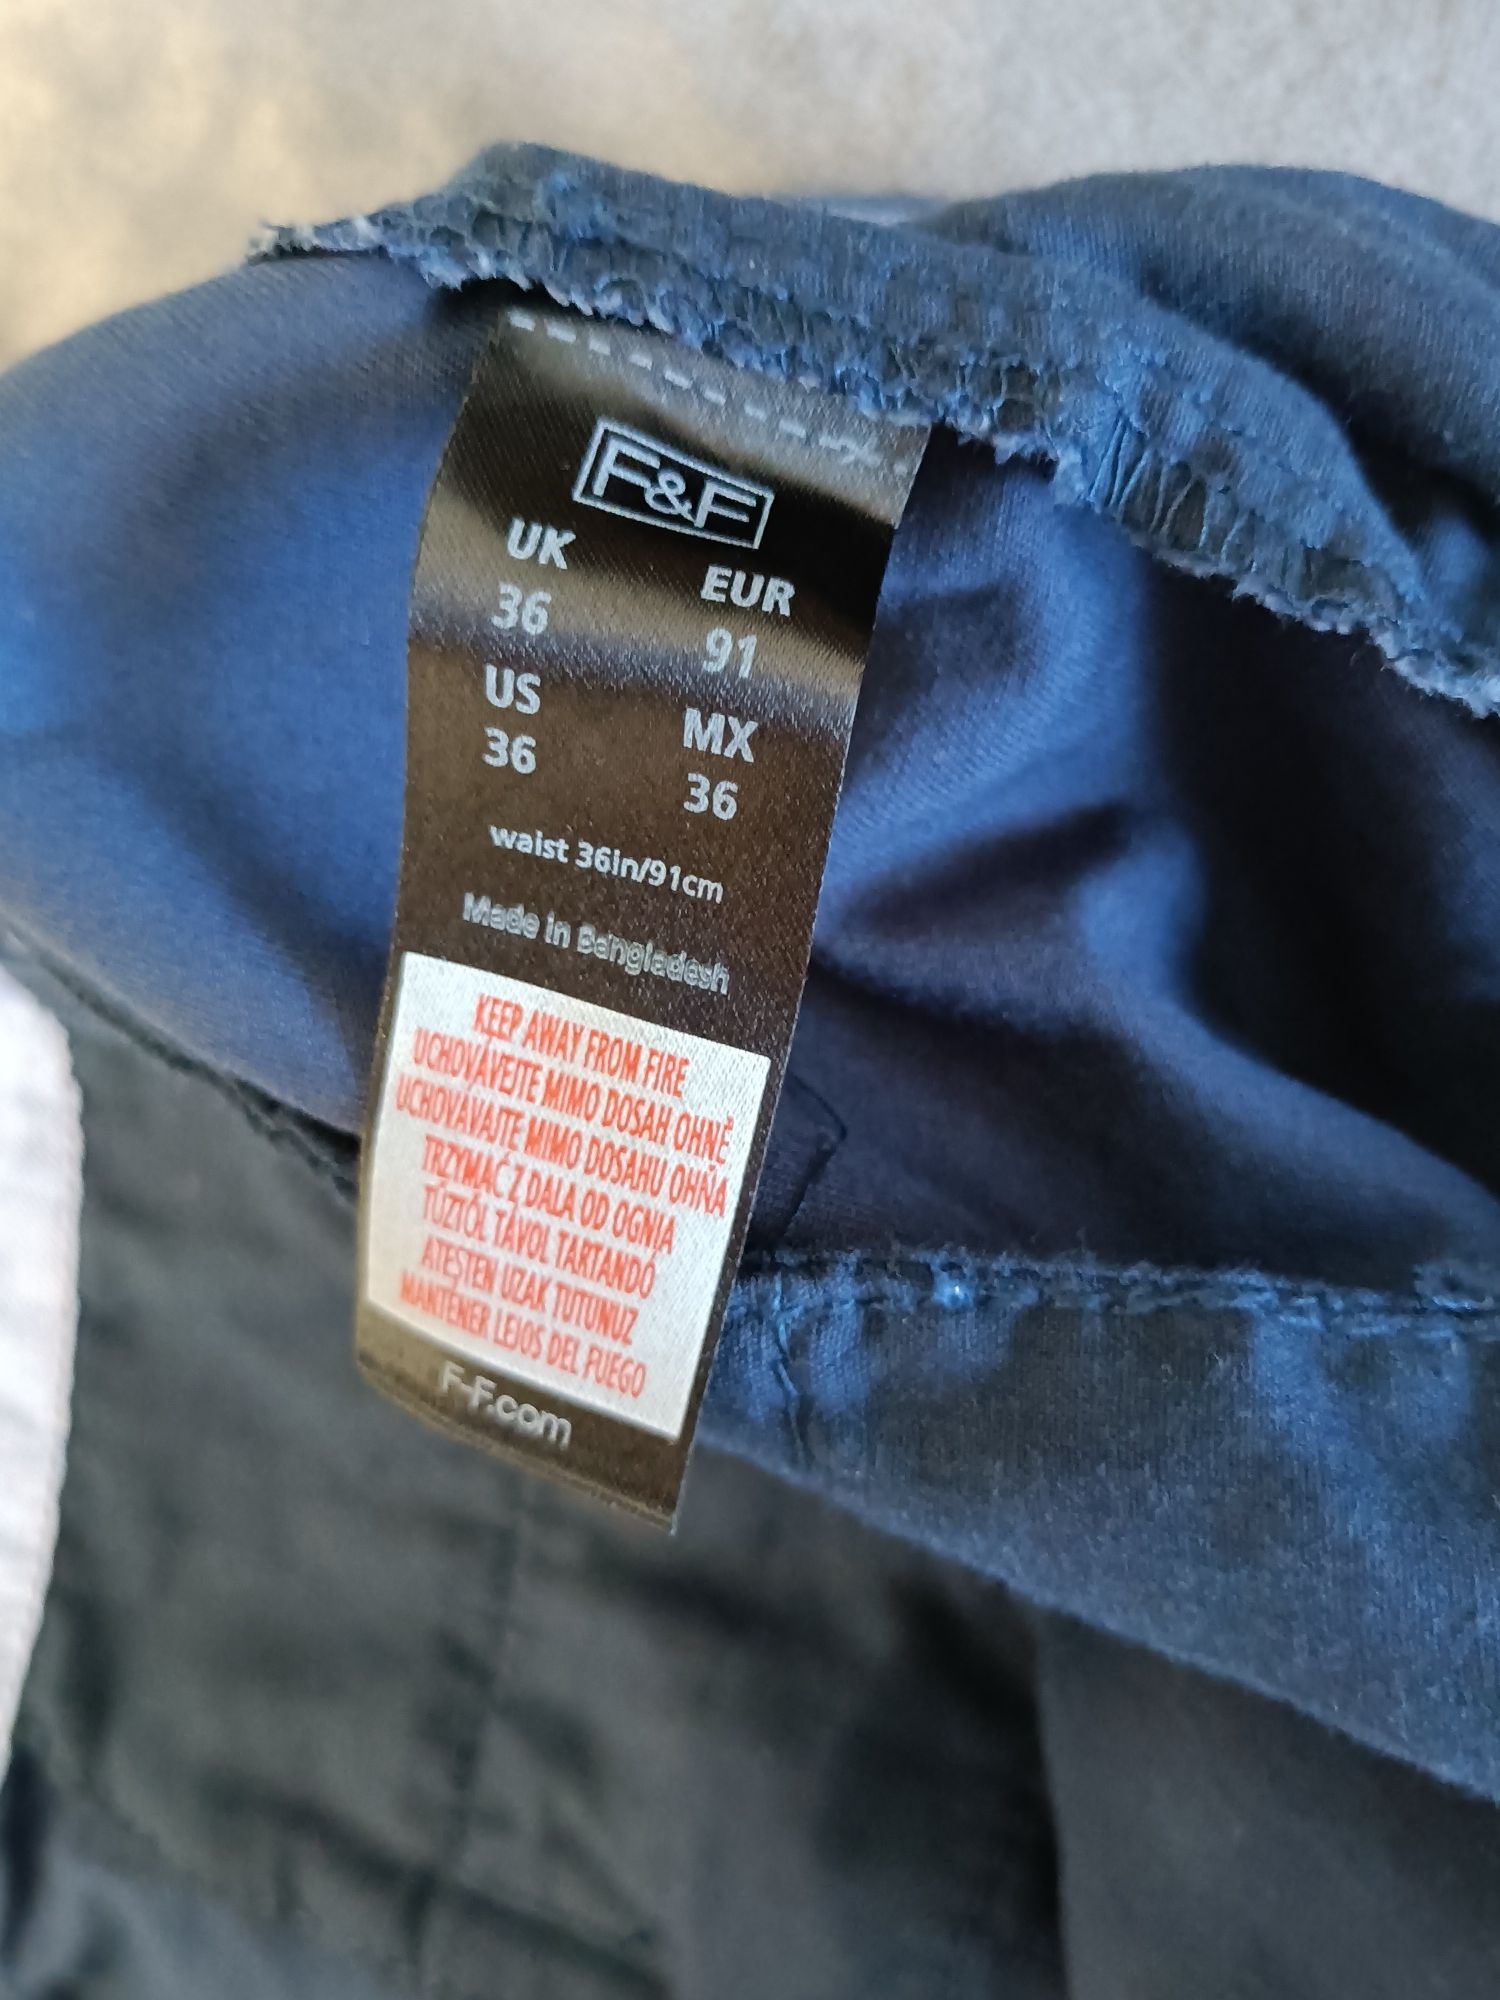 F&F
UK EUR
36 91
US MX
36 36
waist 36in/91cm
Made in Bangladesh
KEEP AWAY FROM FIRE
UCHOVÁVEJTE MIMO DOSAH OHNĚ
UCHOVÁVAJTE MIMO DOSAHU OHŇA
TRZYMAĆ Z DALA OD OGNIA
TŰZTŐL TÁVOL TARTANDÓ
ATEŞTEN UZAK TUTUNUZ
MANTENER LEJOS DEL FUEGO
F-F.com